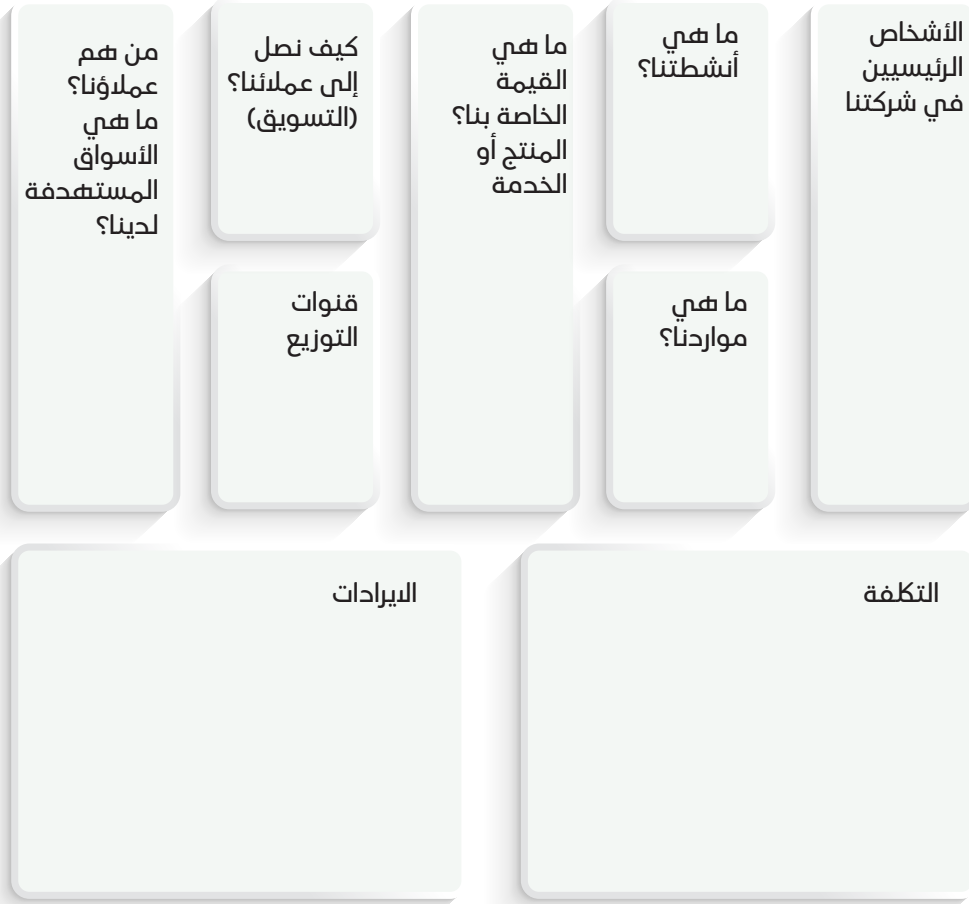 الأشخاص
الرئيسيين
في شركتنا
ما هي
أنشطتنا؟
ما هي
مواردنا؟
ما هي
القيمة
الخاصة بنا؟
المنتج أو
الخدمة
كيف نصل
إلى عملائنا؟
(التسويق)
قنوات
التوزيع
من هم
عملاؤنا؟
ما هي
الأسواق
المستهدفة
لدينا؟
التكلفة
الايرادات